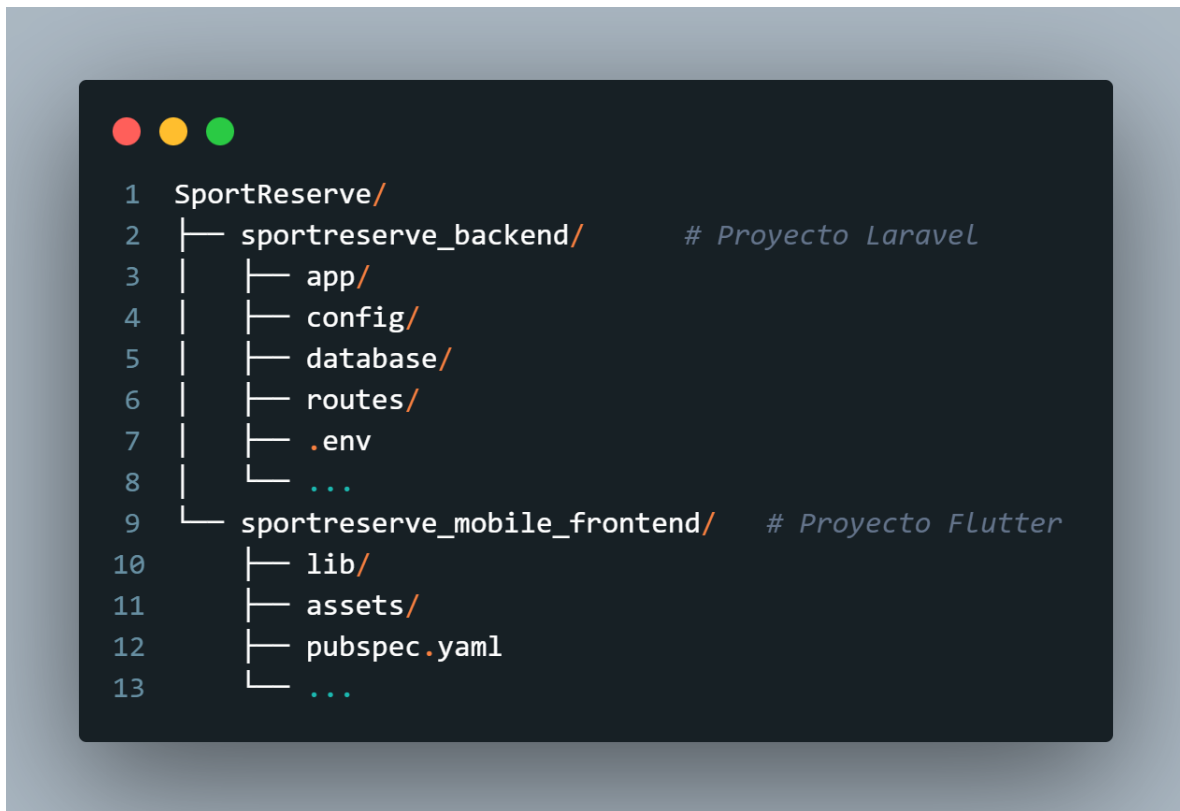 1 SportReserve/
2 ├── sportreserve_backend/ # Proyecto Laravel
3 │ ├── app/
4 │ ├── config/
5 │ ├── database/
6 │ ├── routes/
7 │ ├── .env
8 │ └── ...
9 └── sportreserve_mobile_frontend/ # Proyecto Flutter
10 ├── lib/
11 ├── assets/
12 ├── pubspec.yaml
13 └── ...